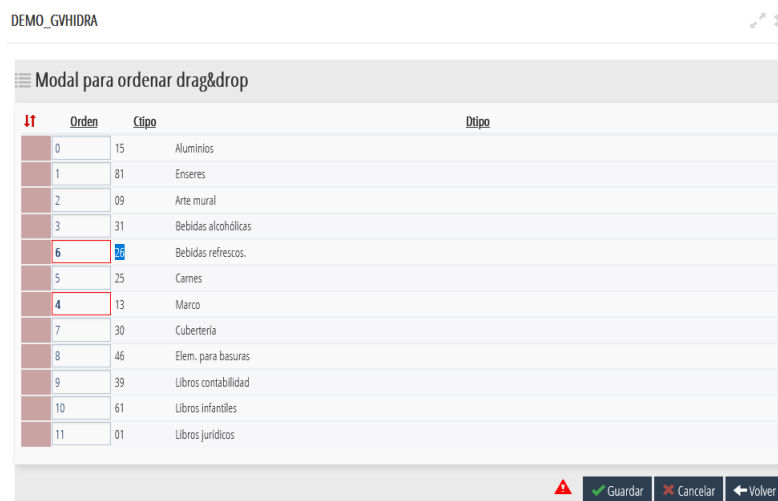 DEMO_GVHIDRA
Modal para ordenar drag&drop
Orden Ctipo Dtipo
0 15 Aluminios
1 81 Enseres
2 09 Arte mural
3 31 Bebidas alcohólicas
6 26 Bebidas refrescos.
5 25 Carnes
4 13 Marco
7 30 Cubertería
8 46 Elem. para basuras
9 39 Libros contabilidad
10 61 Libros infantiles
11 01 Libros jurídicos
Guardar Cancelar Volver